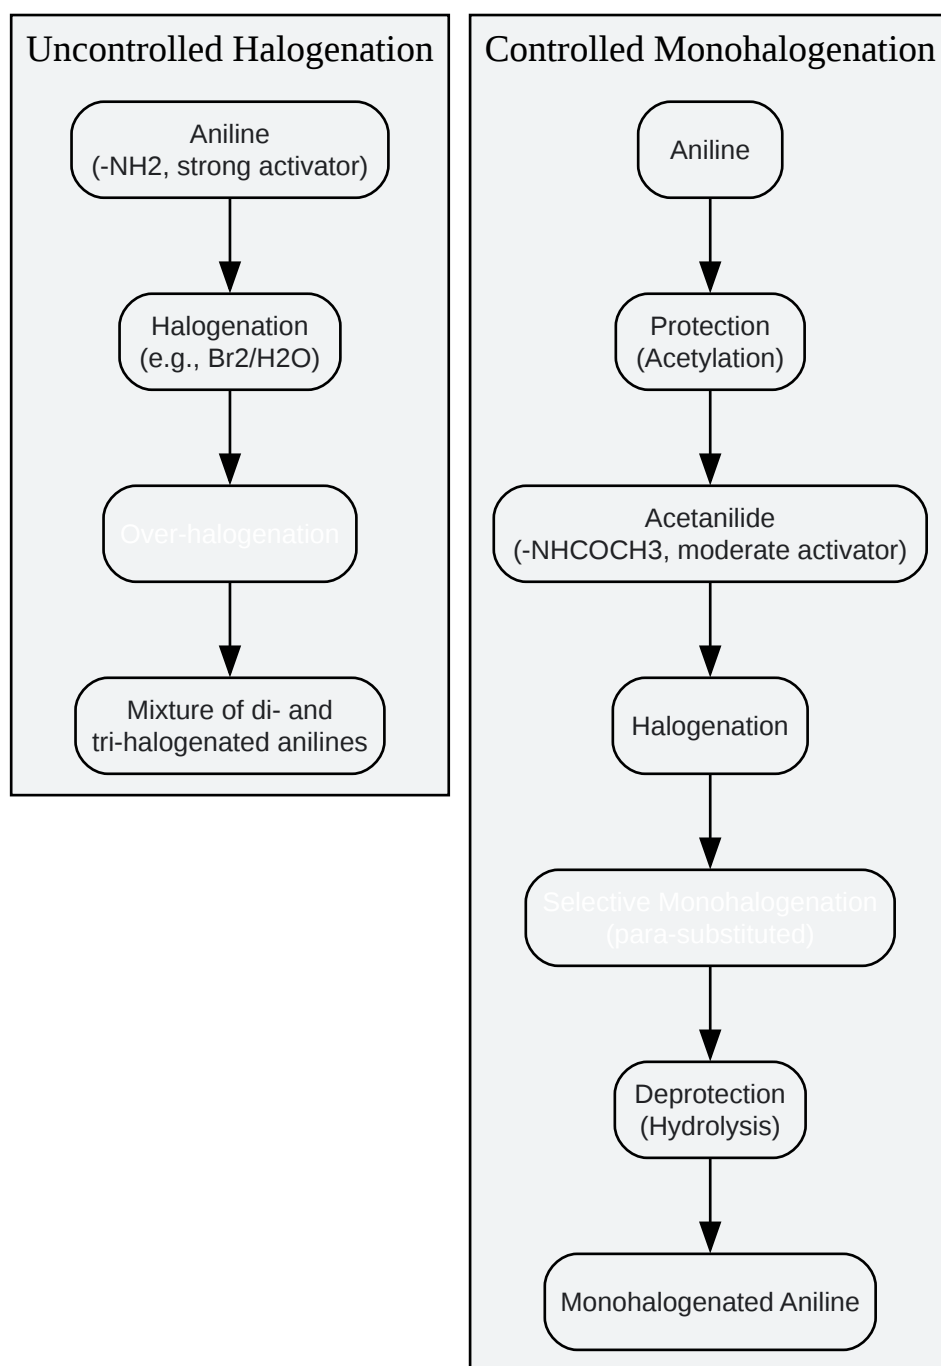 Uncontrolled Halogenation
Aniline
(-NH2, strong activator)
Halogenation
(e.g., Br2/H2O)
Over-halogenation
Mixture of di- and
tri-halogenated anilines
Controlled Monohalogenation
Aniline
Protection
(Acetylation)
Acetanilide
(-NHCOCH3, moderate activator)
Halogenation
Selective Monohalogenation
(para-substituted)
Deprotection
(Hydrolysis)
Monohalogenated Aniline